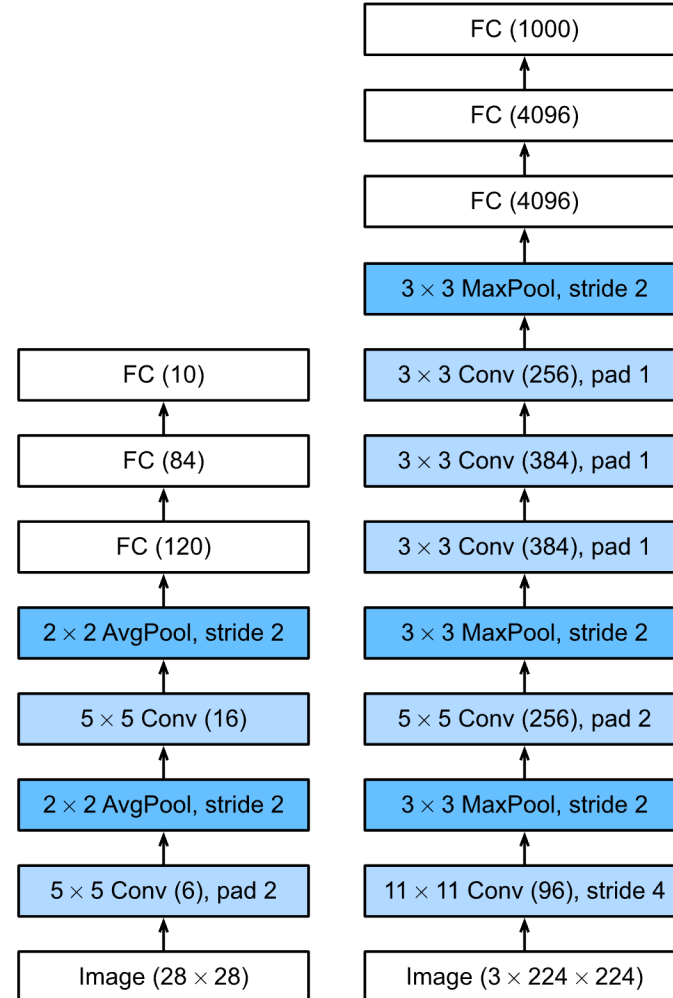 FC (10)
FC (84)
FC (120)
2 × 2 AvgPool, stride 2
5 × 5 Conv (16)
2 × 2 AvgPool, stride 2
5 × 5 Conv (6), pad 2
Image (28 × 28)
FC (1000)
FC (4096)
FC (4096)
3 × 3 MaxPool, stride 2
3 × 3 Conv (256), pad 1
3 × 3 Conv (384), pad 1
3 × 3 Conv (384), pad 1
3 × 3 MaxPool, stride 2
5 × 5 Conv (256), pad 2
3 × 3 MaxPool, stride 2
11 × 11 Conv (96), stride 4
Image (3 × 224 × 224)